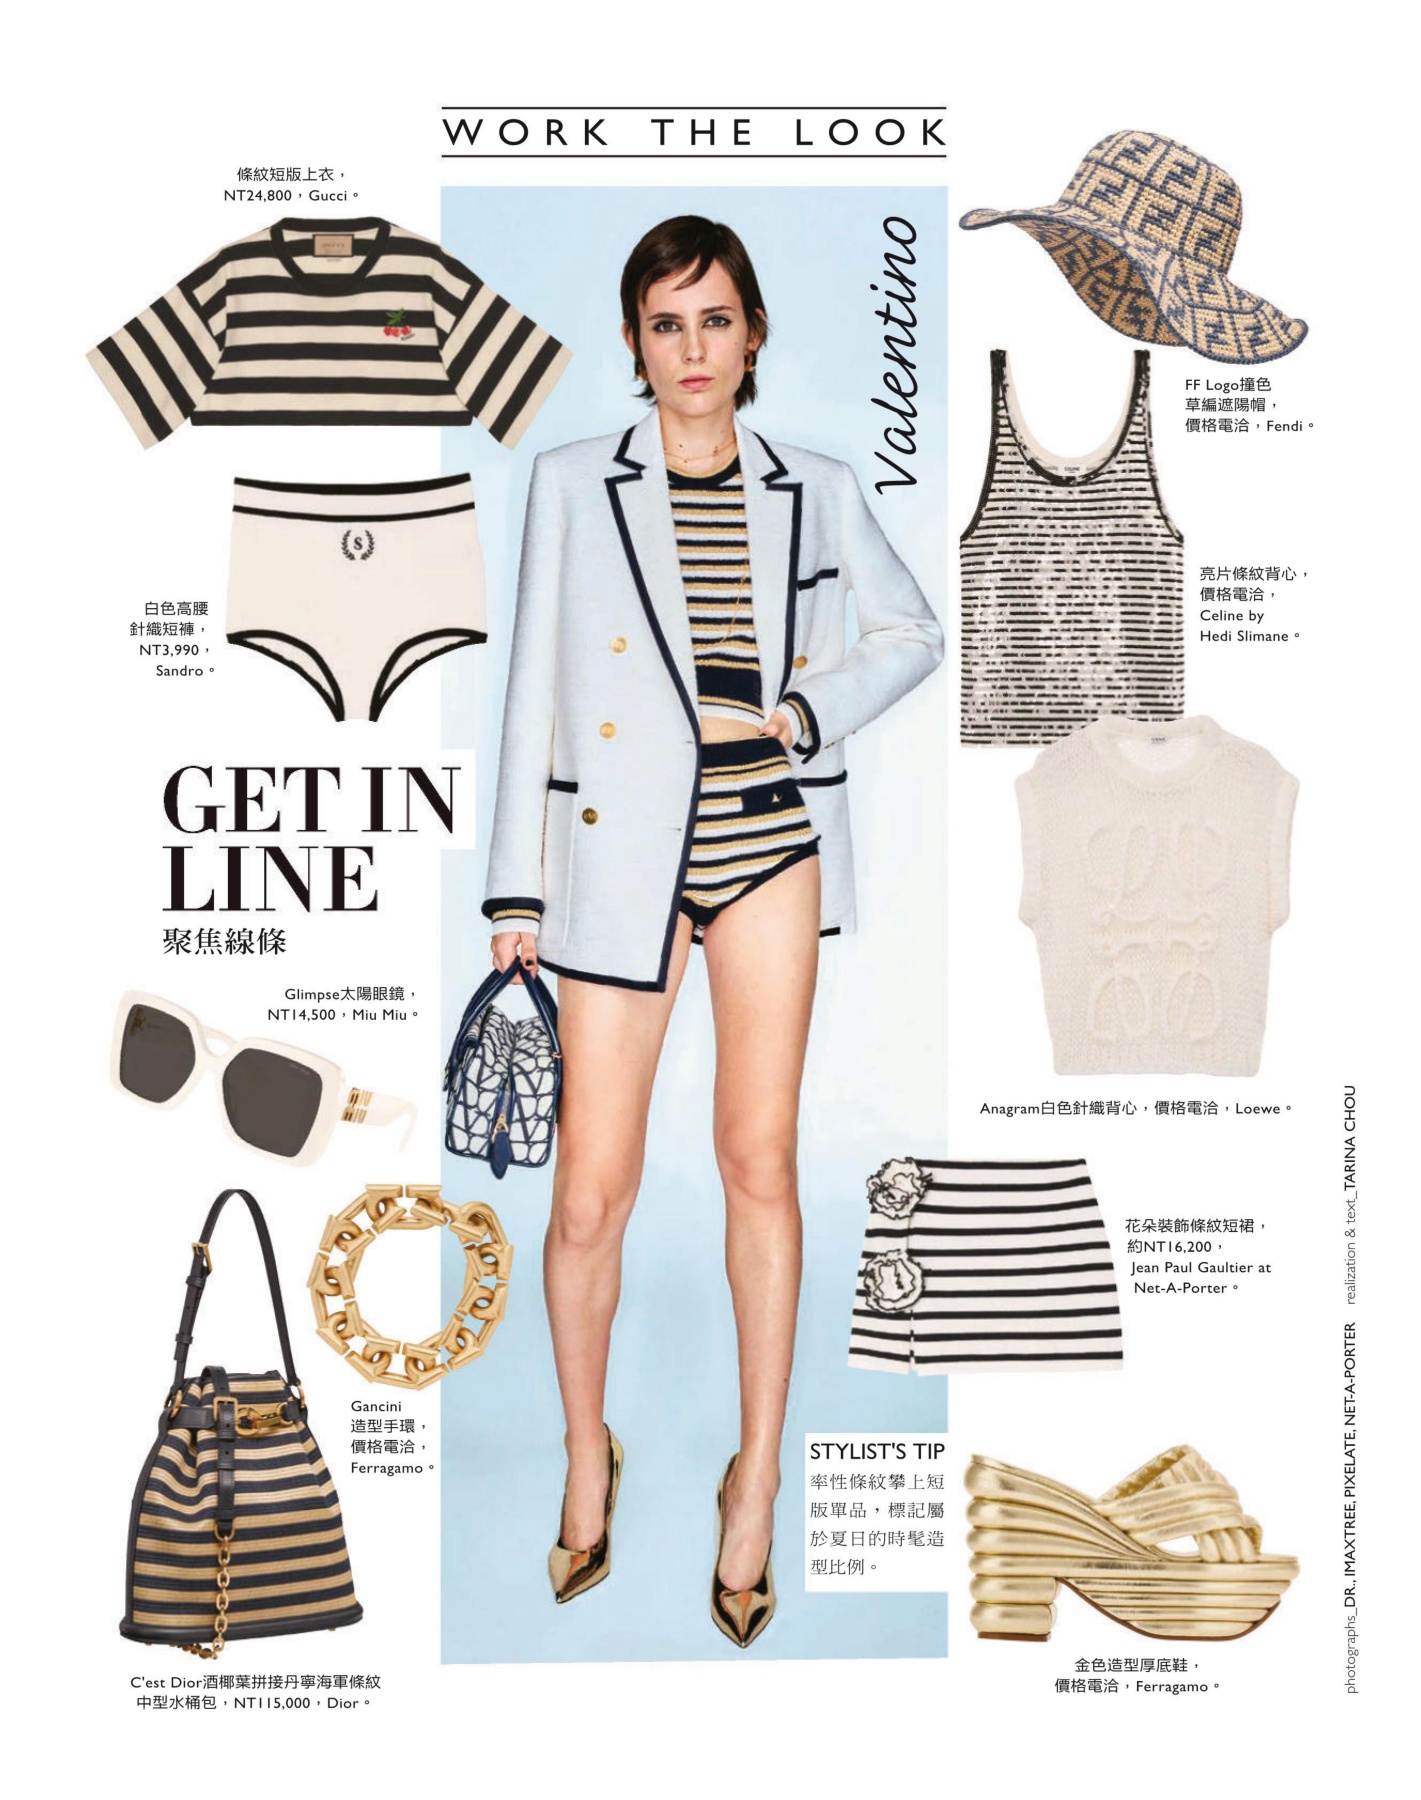 WORK THE LOOK
條紋短版上衣，
NT24,800，Gucci。
Valentino
FF Logo撞色
草編遮陽帽，
價格電洽，Fendi。
S
白色高腰
針織短褲，
NT3,990，
Sandro。
CELINE
亮片條紋背心，
價格電洽，
Celine by
Hedi Slimane。
GET IN
LINE
聚焦線條
Glimpse太陽眼鏡，
NT14,500，Miu Miu。
MIU
MIU
Anagram白色針織背心，價格電洽，Loewe。
花朵裝飾條紋短裙，
約NT16,200，
Jean Paul Gaultier at
Net-A-Porter。
Gancini
造型手環，
價格電洽，
Ferragamo。
STYLIST'S TIP
率性條紋攀上短
版單品，標記屬
於夏日的時髦造
型比例。
C'est Dior酒椰葉拼接丹寧海軍條紋
中型水桶包，NT115,000，Dior。
金色造型厚底鞋，
價格電洽，Ferragamo。
photographs_DR., IMAXTREE, PIXELATE, NET-A-PORTER realization & text_TARINA CHOU